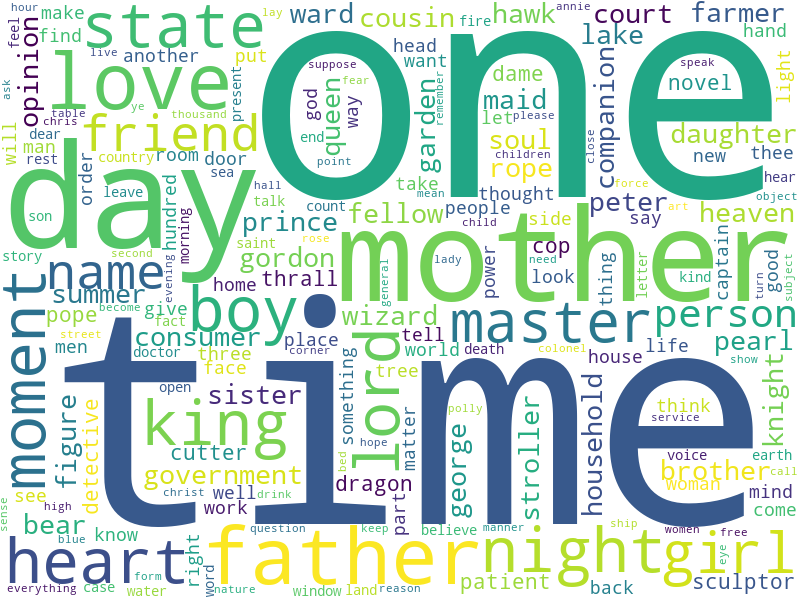 hour
lay
annie
make
state
ward
cousin
fire
hawk
court
farmer
one
feel
find
love
another
head
want
lake
hand
opinion
live
put
god
queen
way
dame
maid
speak
novel
light
ask
ye
suppose
fear
garden
remember
please
companion
table
chris
thousand
present
friend
let
will
dear
man
end
soul
close
daughter
rest
country
room
door
point
children
rope
new
thee
day
order
leave
hundred
sea
hall
take
mean
thought
force
hear
object
son
talk
count
child
people
peter
art
heaven
morning
saint
prince
fellow
side
say
story
second
evening
rose
gordon
lady
mother
cop
power
need
look
thing
letter
captain
kind
good
turn
subject
name
home
thrall
general
moment
summer
become
give
boy
wizard
master
person
pope
fact
street
consumer
place
tell
pearl
men
doctor
three
corner
world
death
colonel
house
life
show
face
lord
tree
knight
time
open
sister
something
household
think
figure
king
polly
service
detective
cutter
hope
matter
george
stroller
voice
earth
see
government
bed
brother
call
christ
well
drink
dragon
part
woman
mind
sense
high
work
bear
know
question
keep
believe
manner
ship
women
free
come
blue
right
heart
father
night
girl
eye
everything
case
form
word
water
nature
window
land
reason
patient
back
sculptor